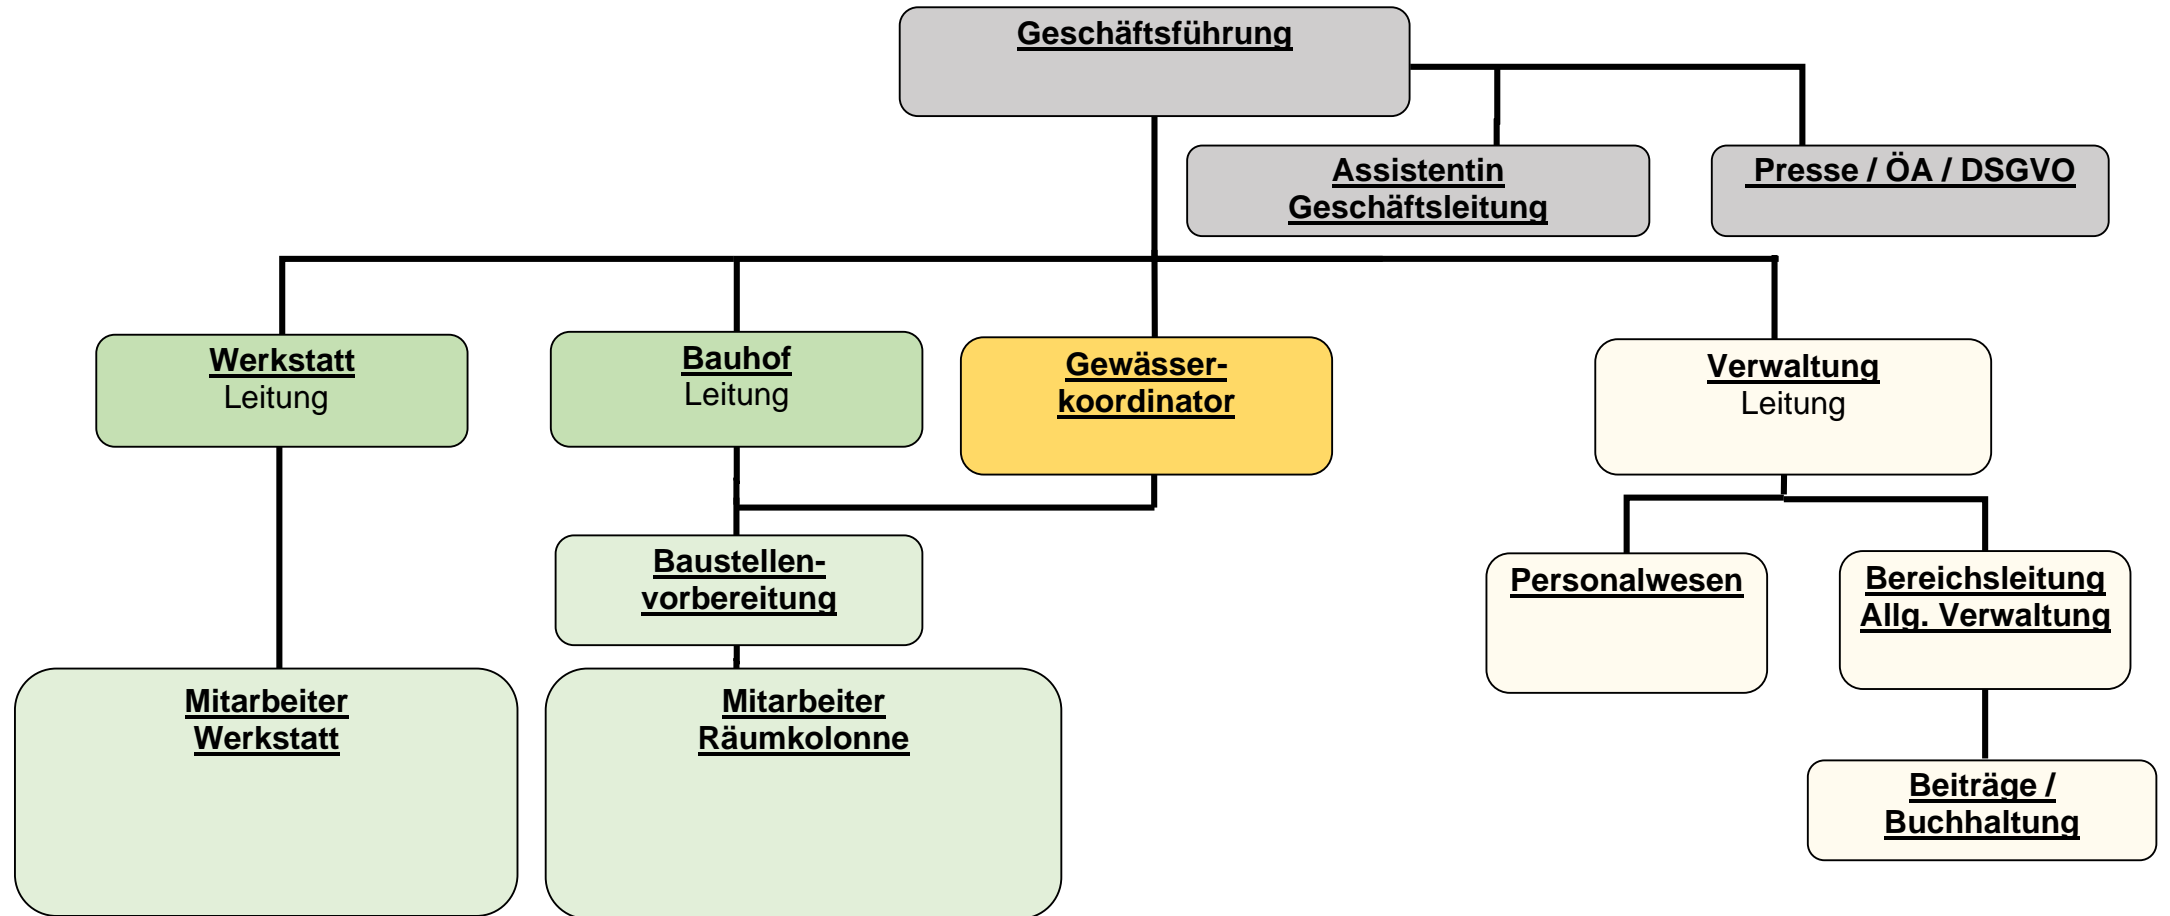 Geschäftsführung
Assistentin
Geschäftsleitung
Presse / ÖA / DSGVO
Werkstatt
Leitung
Bauhof
Leitung
Gewässer-
koordinator
Verwaltung
Leitung
Baustellen-
vorbereitung
Personalwesen
Bereichsleitung
Allg. Verwaltung
Mitarbeiter
Werkstatt
Mitarbeiter
Räumkolonne
Beiträge /
Buchhaltung